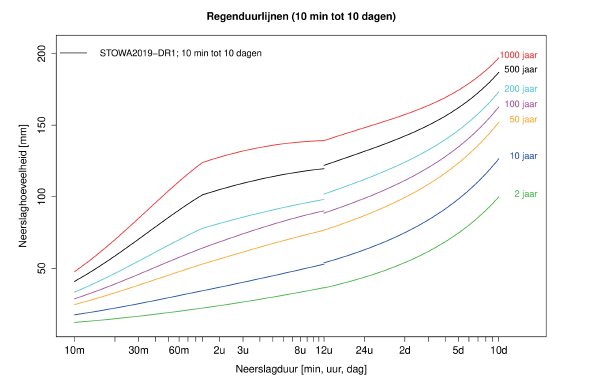 Regenduurlijnen (10 min tot 10 dagen)
STOWA2019−DR1; 10 min tot 10 dagen
1000 jaar
500 jaar
200 jaar
100 jaar
50 jaar
10 jaar
2 jaar
Neerslaghoeveelheid [mm]
200
150
100
50
10m 30m 60m 2u 3u 8u 12u 24u 2d 5d 10d
Neerslagduur [min, uur, dag]